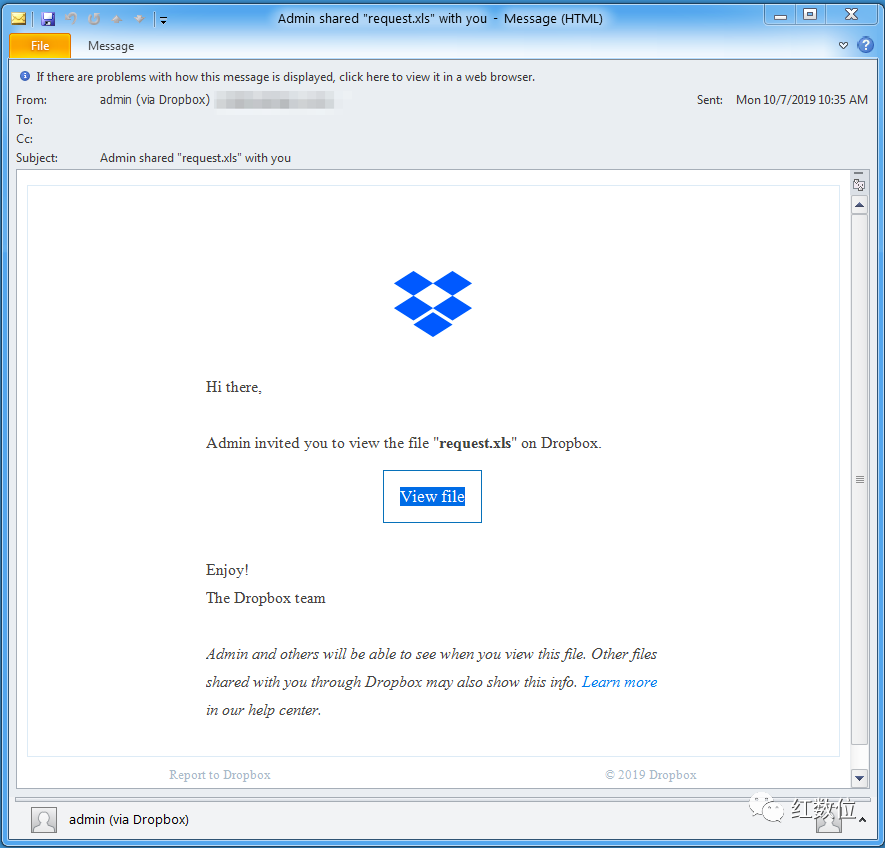 Admin shared "request.xls" with you - Message (HTML)
File Message
If there are problems with how this message is displayed, click here to view it in a web browser.
From: admin (via Dropbox) Sent: Mon 10/7/2019 10:35 AM
To:
Cc:
Subject: Admin shared "request.xls" with you
Hi there,
Admin invited you to view the file "request.xls" on Dropbox.
View file
Enjoy!
The Dropbox team
Admin and others will be able to see when you view this file. Other files
shared with you through Dropbox may also show this info. Learn more
in our help center.
Report to Dropbox © 2019 Dropbox
admin (via Dropbox)
红数位